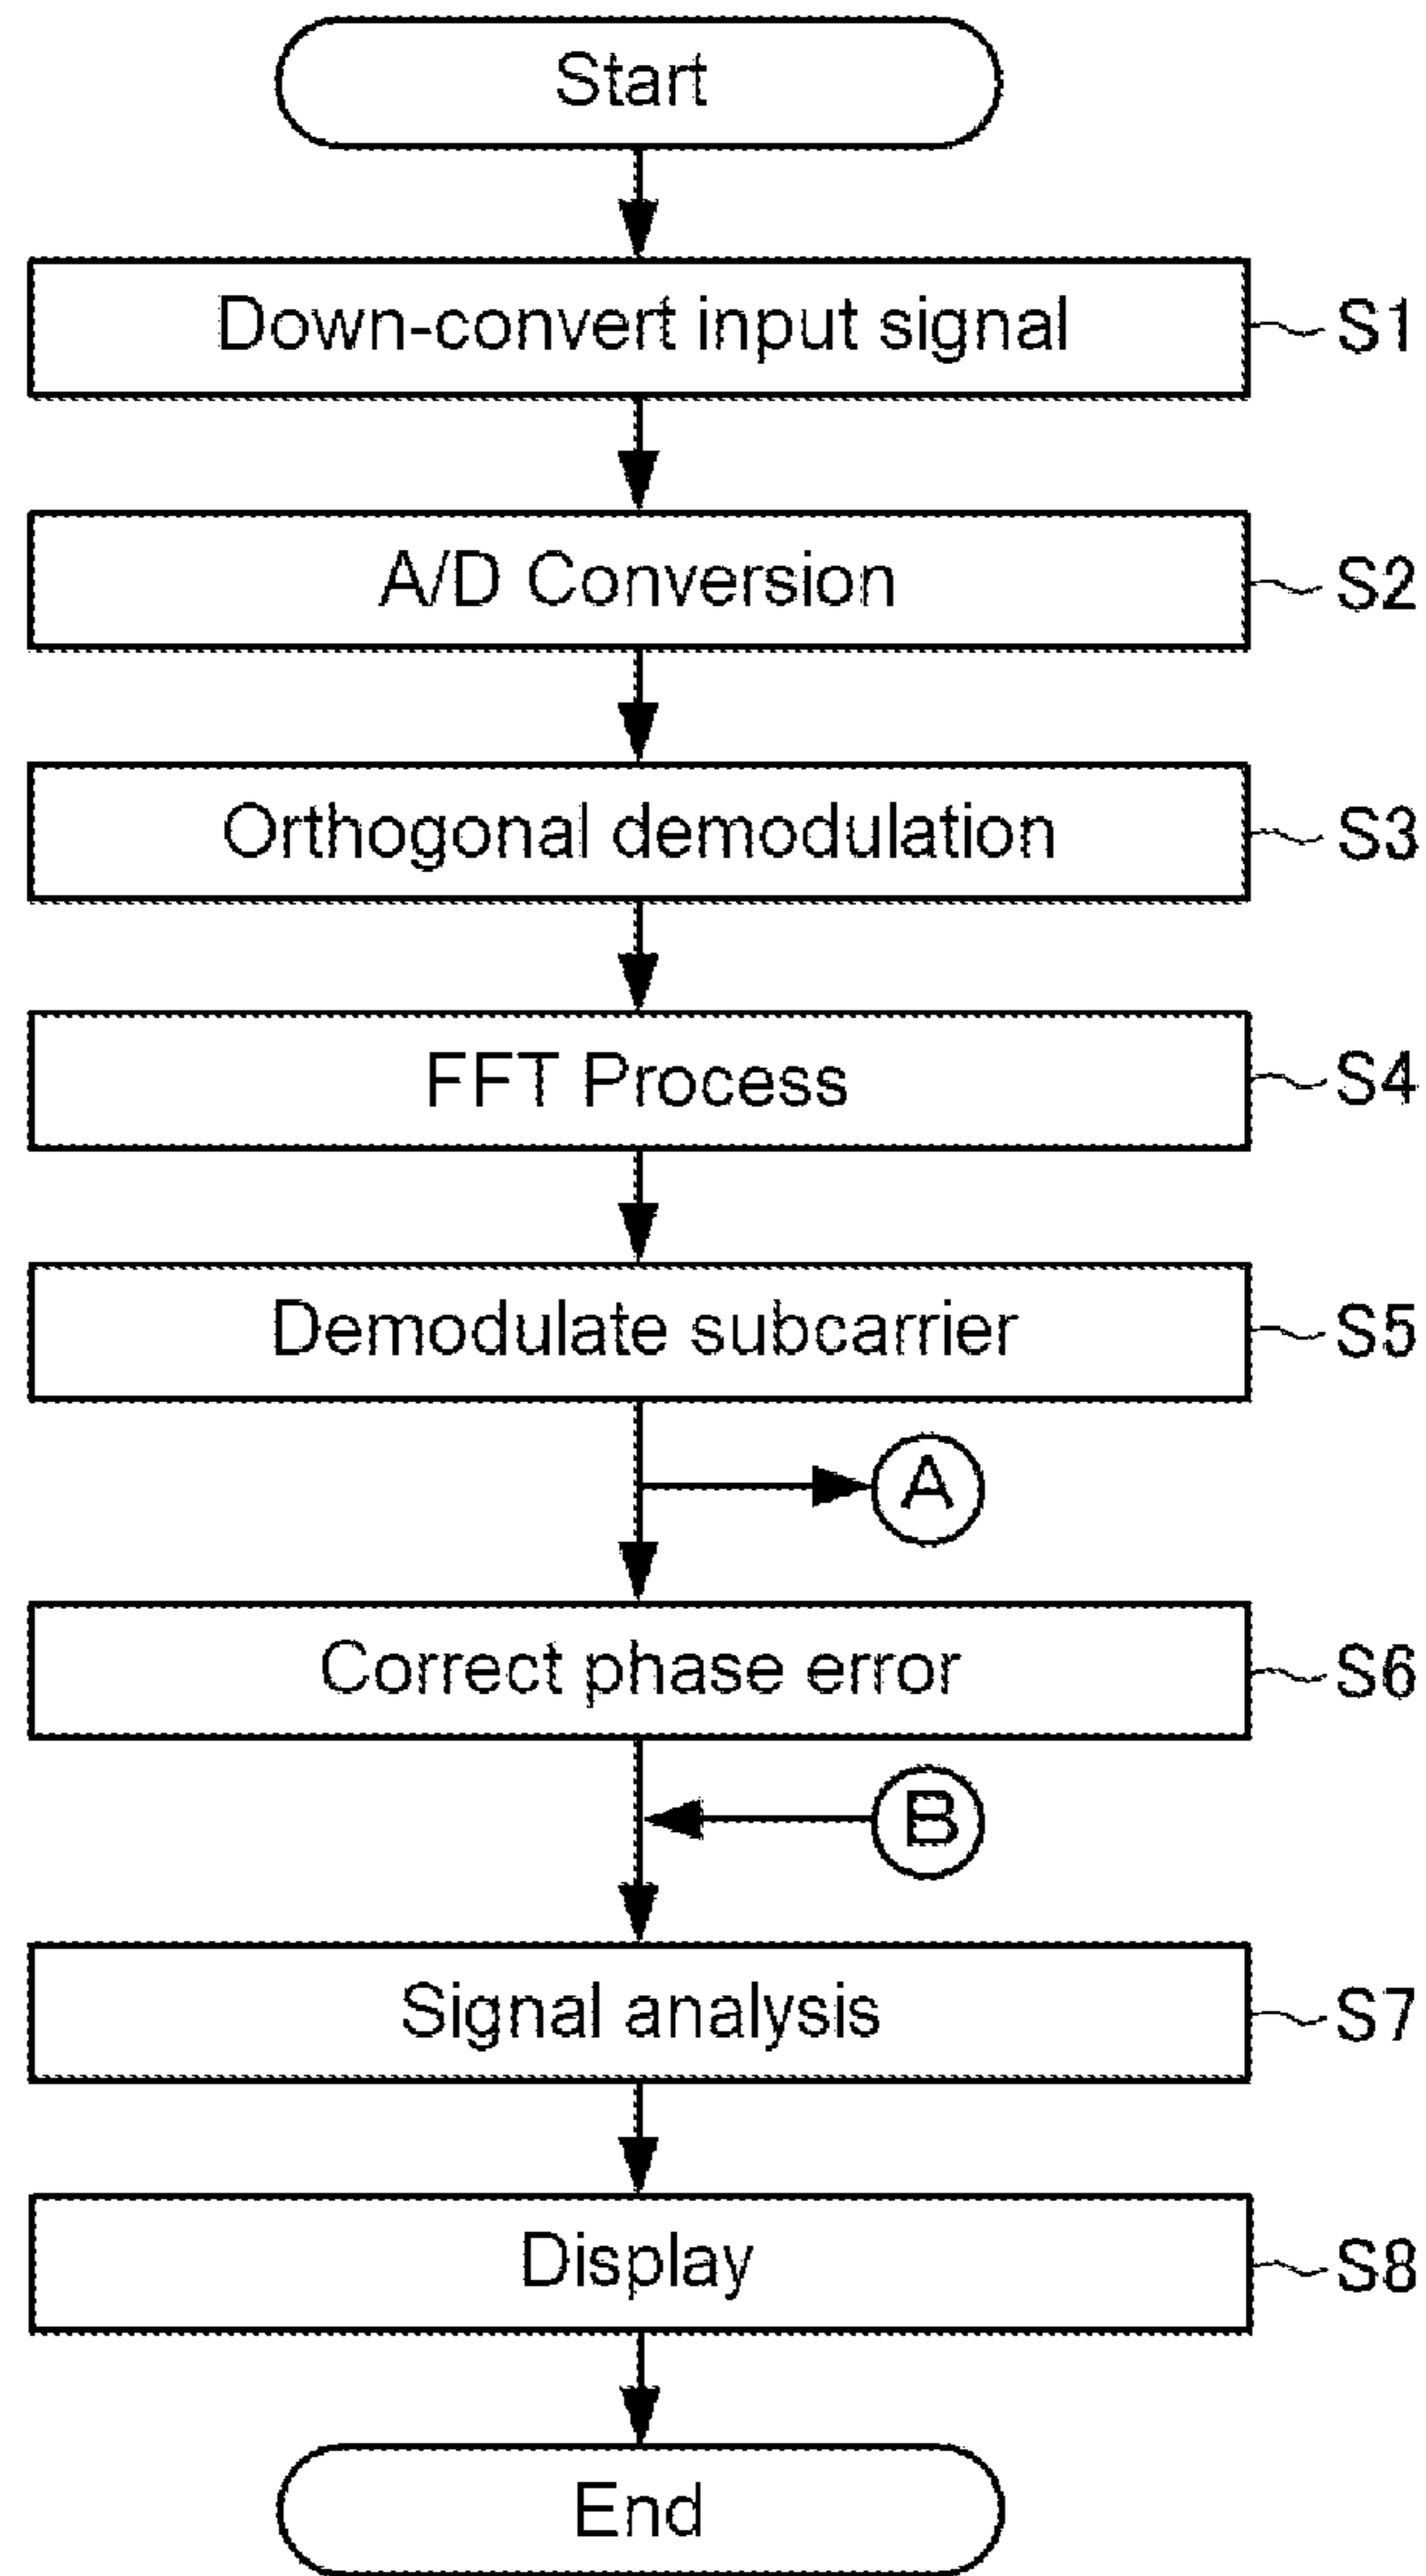 Start
Down-convert input signal S1
A/D Conversion S2
Orthogonal demodulation S3
FFT Process S4
Demodulate subcarrier S5
A
Correct phase error S6
B
Signal analysis S7
Display S8
End